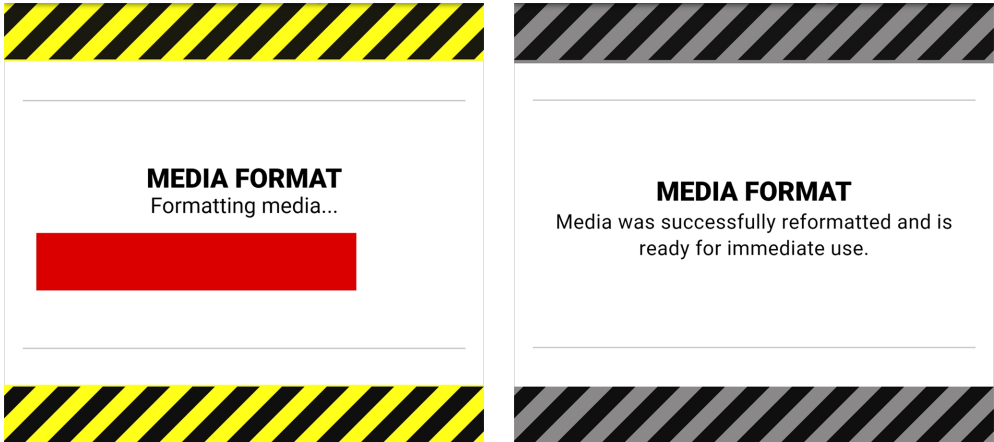 MEDIA FORMAT
Formatting media...
MEDIA FORMAT
Media was successfully reformatted and is
ready for immediate use.